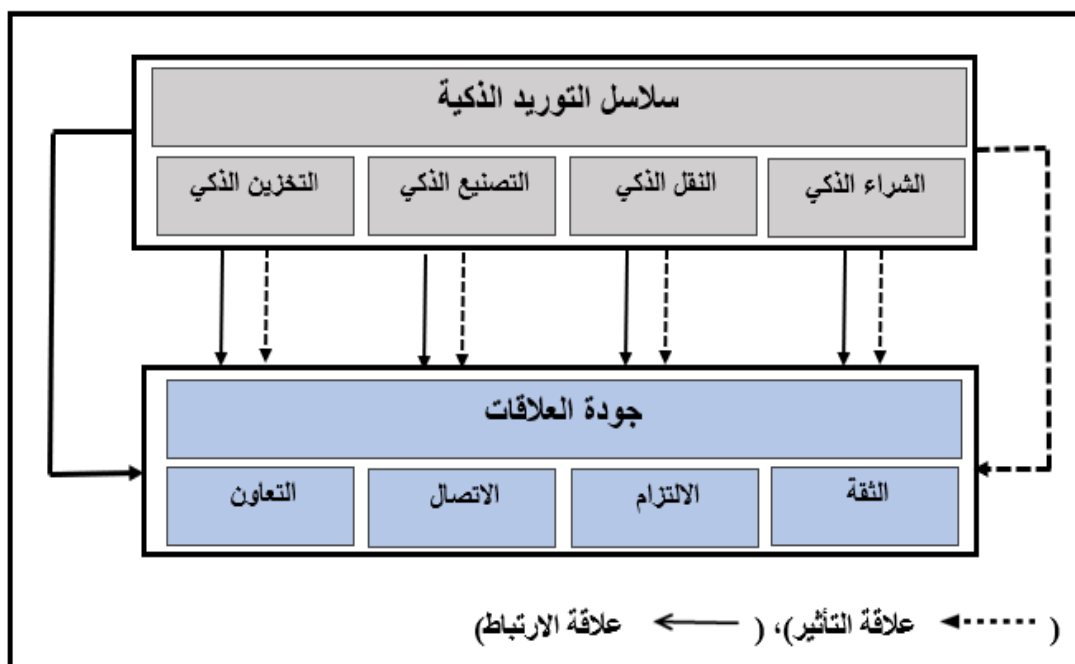 سلاسل التوريد الذكية
الشراء الذكي
النقل الذكي
التصنيع الذكي
التخزين الذكي
جودة العلاقات
الثقة
الالتزام
الاتصال
التعاون
( علاقة التأثير)، ( علاقة الارتباط)